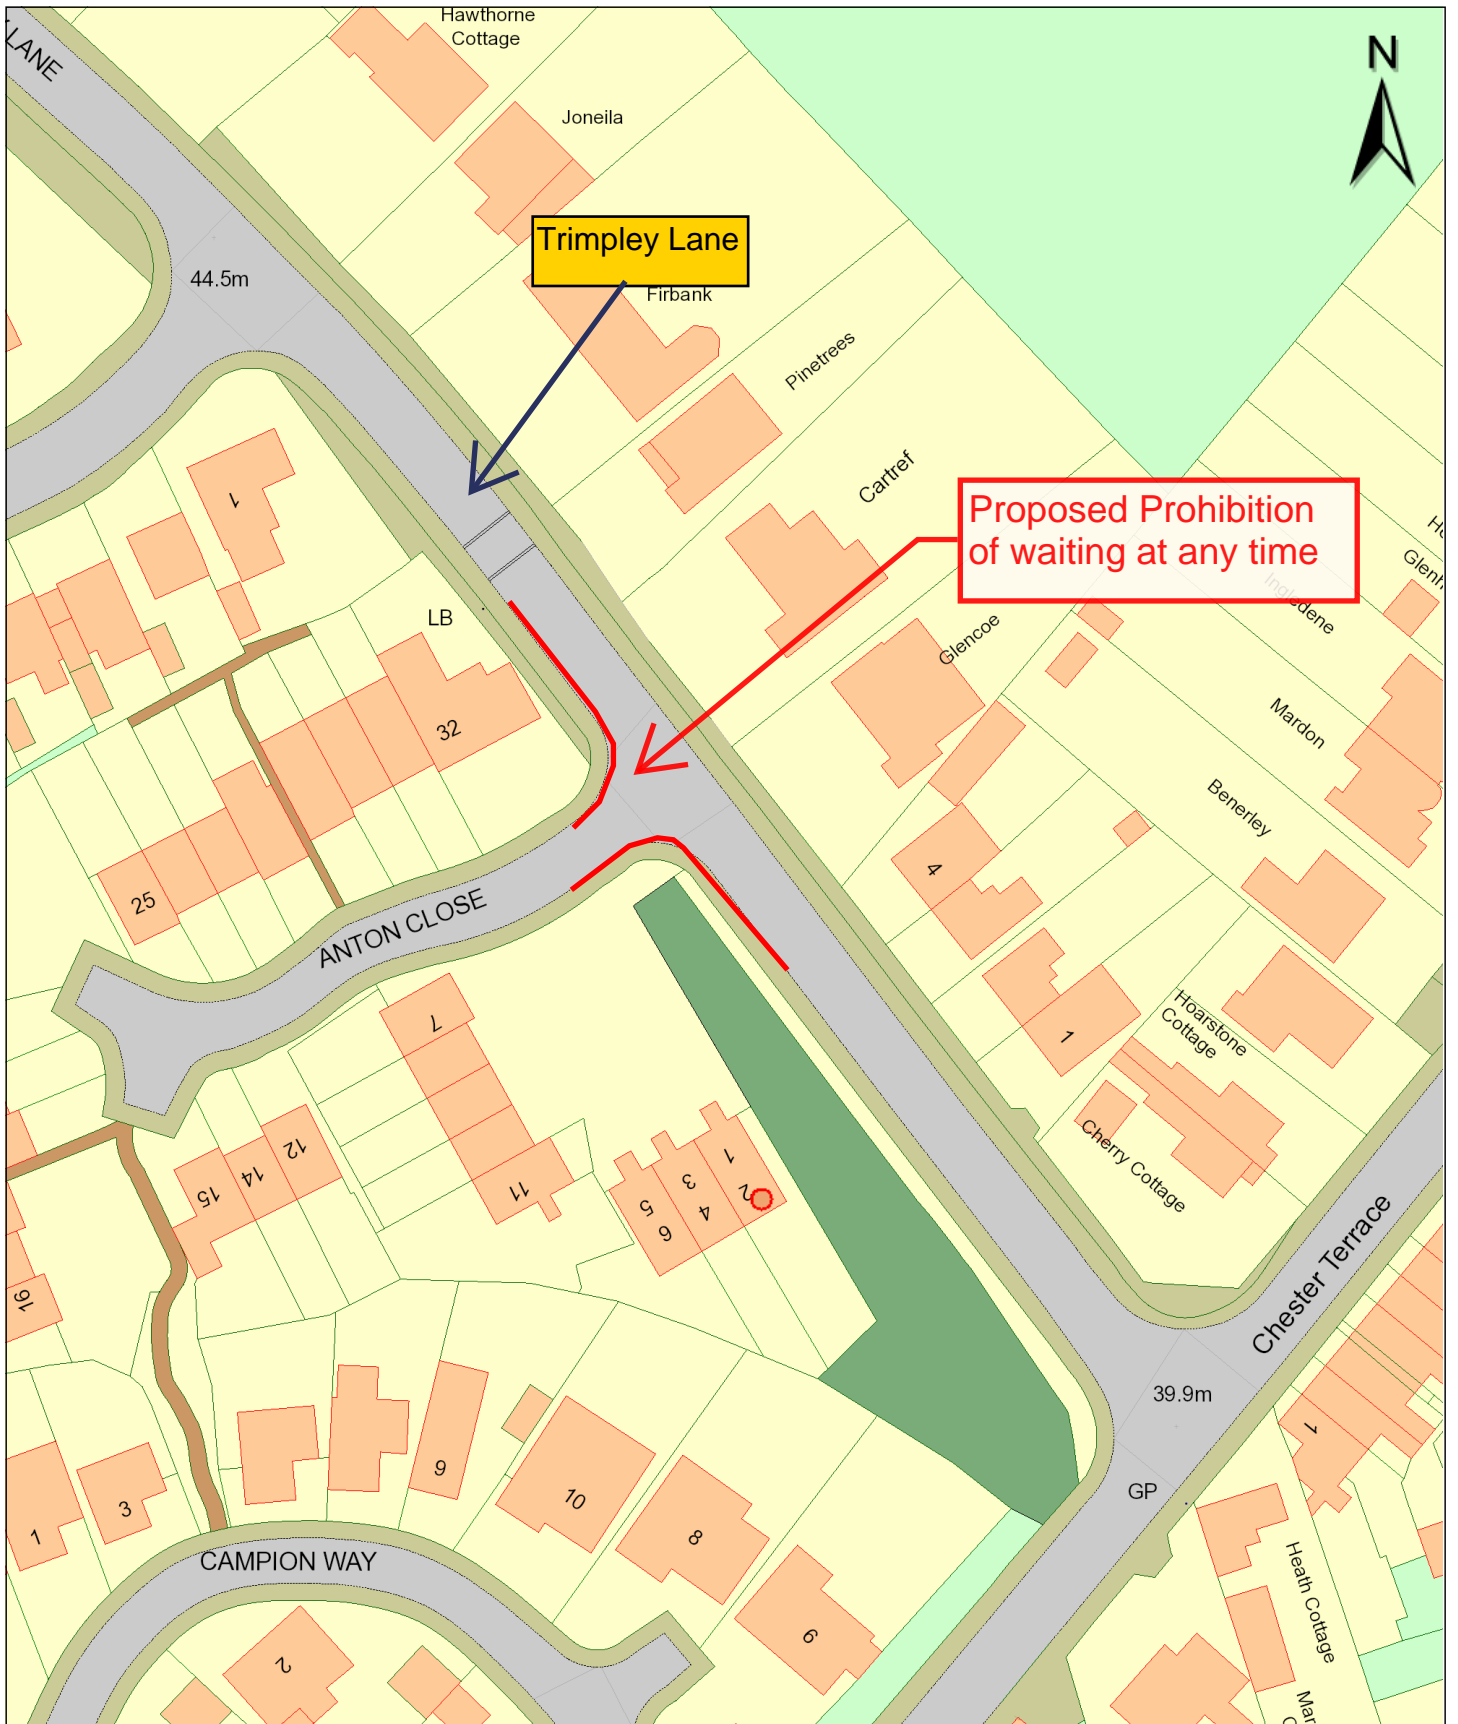 LANE
Hawthorne
Cottage
N
Joneila
Trimpley Lane
44.5m
Firbank
Pinetrees
Cartref
Proposed Prohibition
of waiting at any time
1
Glenh
Ingledene
LB
Glencoe
32
Mardon
Benerley
4
25
ANTON CLOSE
7
1
Hoarstone
Cottage
Cherry Cottage
12
14
15
11
1
2
3
4
5
6
16
Chester Terrace
39.9m
1
GP
9
10
8
3
1
CAMPION WAY
Heath Cottage
6
2
Mar